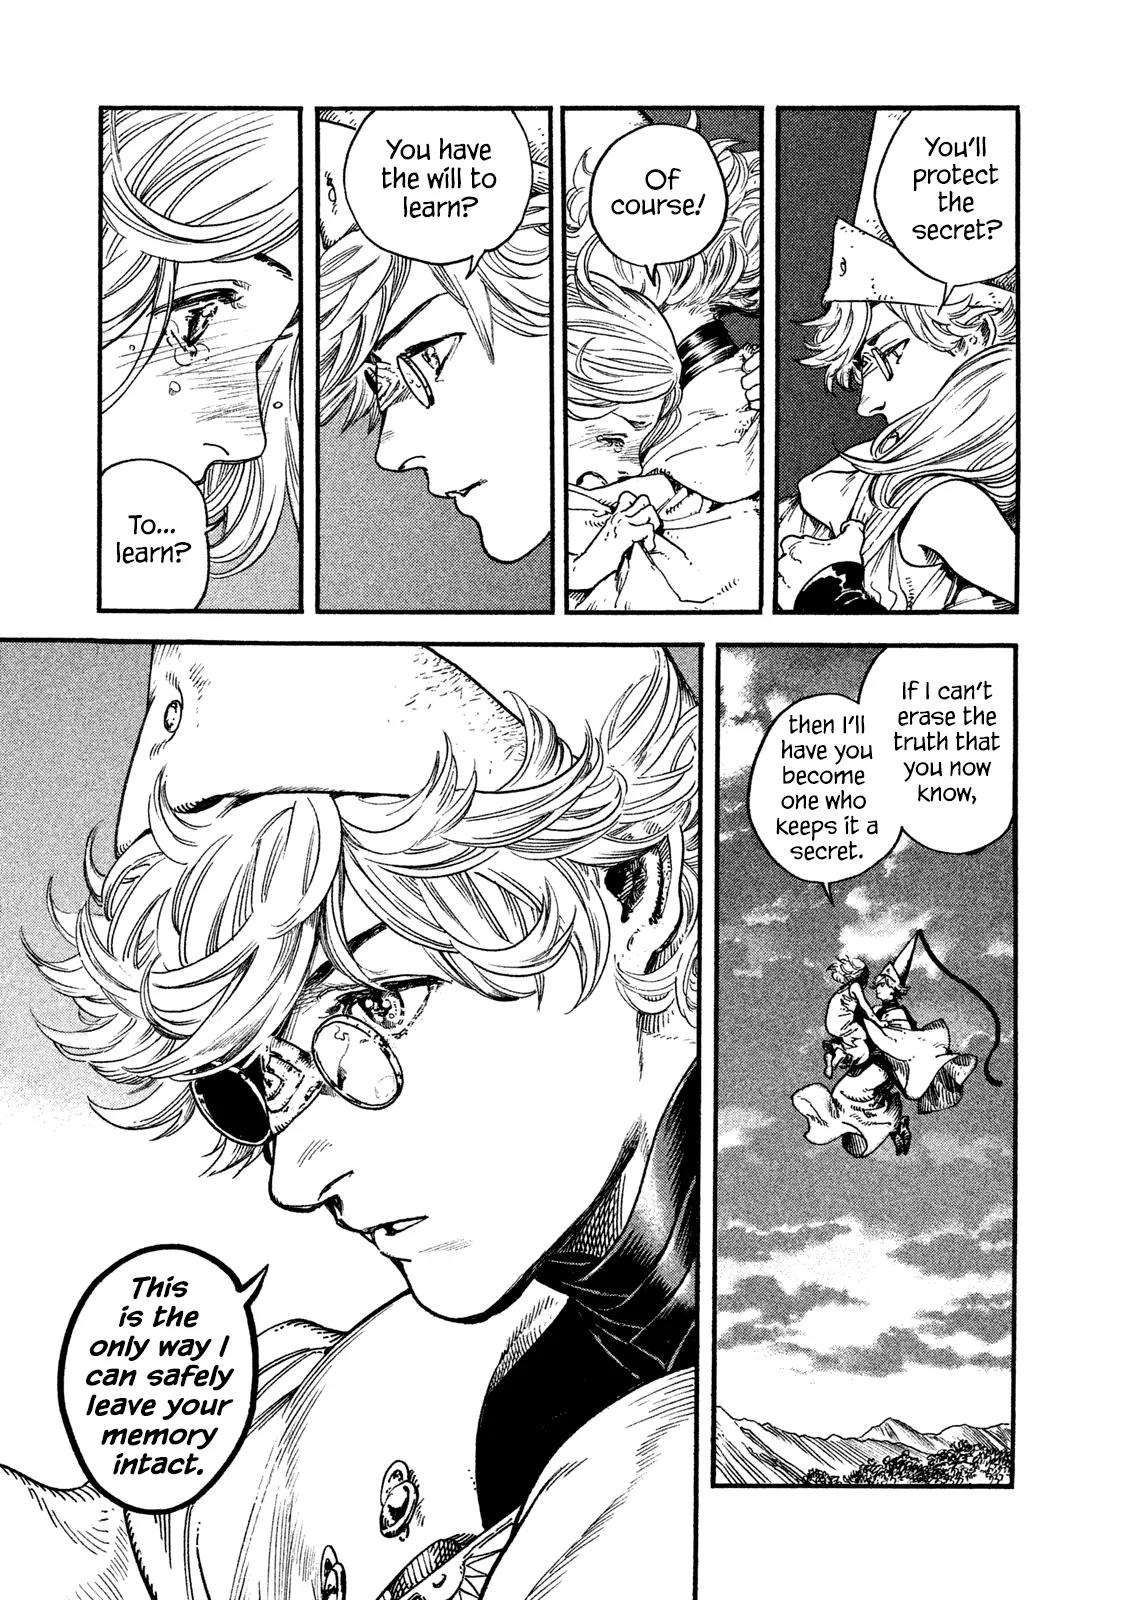 You'll
protect
the
secret?
Of
course!
You have
the will to
learn?
To...
learn?
If I can't
erase the
truth that
you now
know,
then I'll
have you
become
one who
keeps it a
secret.
This
is the
only way I
can safely
leave your
memory
intact.